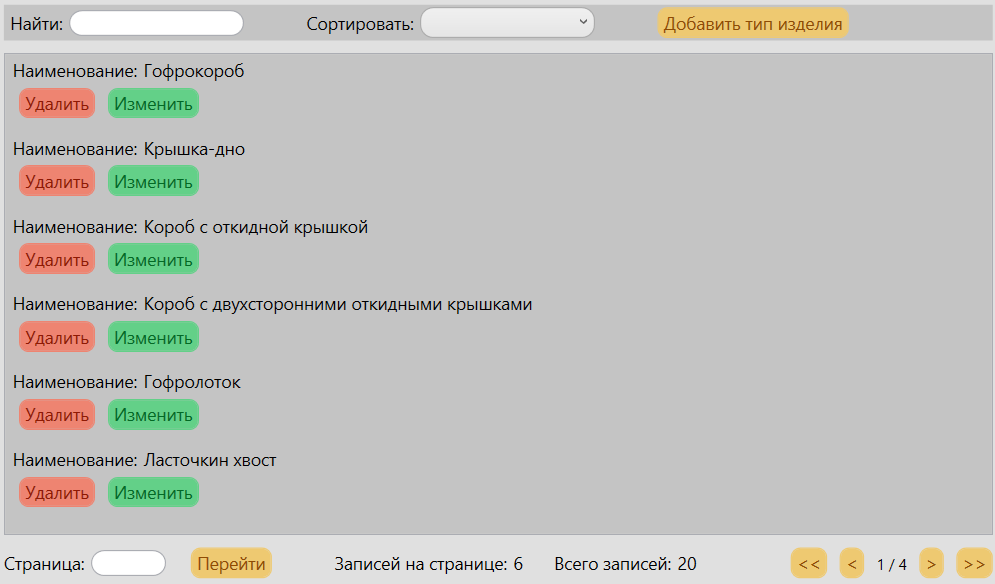 Найти: Сортировать: Добавить тип изделия
Наименование: Гофрокороб
Удалить Изменить
Наименование: Крышка-дно
Удалить Изменить
Наименование: Короб с откидной крышкой
Удалить Изменить
Наименование: Короб с двухсторонними откидными крышками
Удалить Изменить
Наименование: Гофролоток
Удалить Изменить
Наименование: Ласточкин хвост
Удалить Изменить
Страница: Перейти Записей на странице: 6 Всего записей: 20 << < 1 / 4 > >>